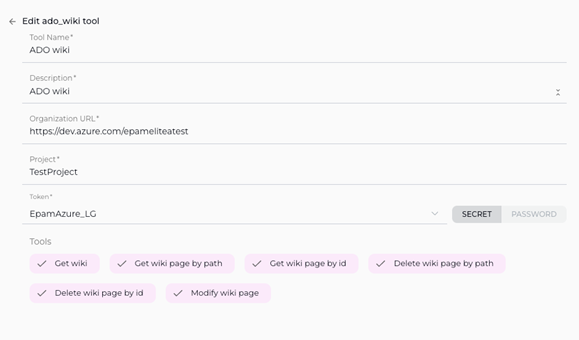 Edit ado_wiki tool
Tool Name*
ADO wiki
Description*
ADO wiki
Organization URL*
https://dev.azure.com/epameliteatest
Project*
TestProject
Token*
EpamAzure_LG
SECRET PASSWORD
Tools
Get wiki Get wiki page by path Get wiki page by id Delete wiki page by path
Delete wiki page by id Modify wiki page